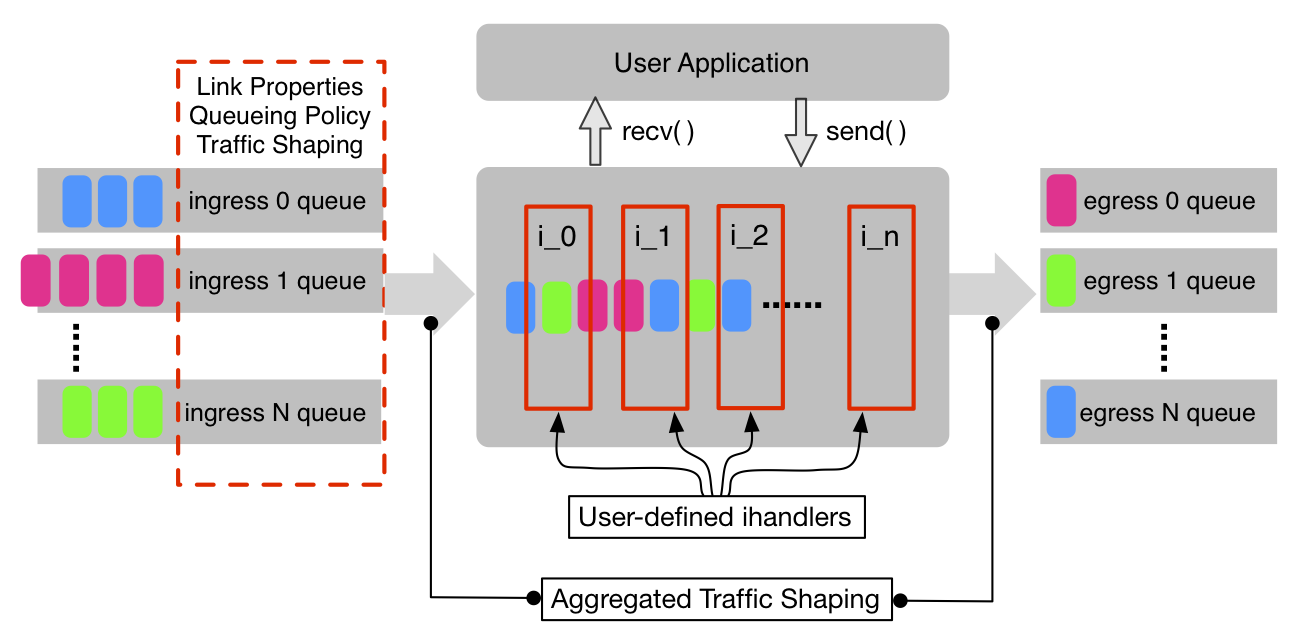 User Application
Link Properties
Queueing Policy
Traffic Shaping
recv( )
send( )
ingress 0 queue
ingress 1 queue
ingress N queue
i_0
i_1
i_2
i_n
egress 0 queue
egress 1 queue
egress N queue
User-defined ihandlers
Aggregated Traffic Shaping